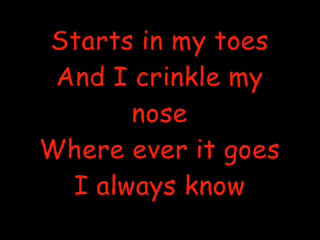 Starts in my toes
And I crinkle my
nose
Where ever it goes
I always know